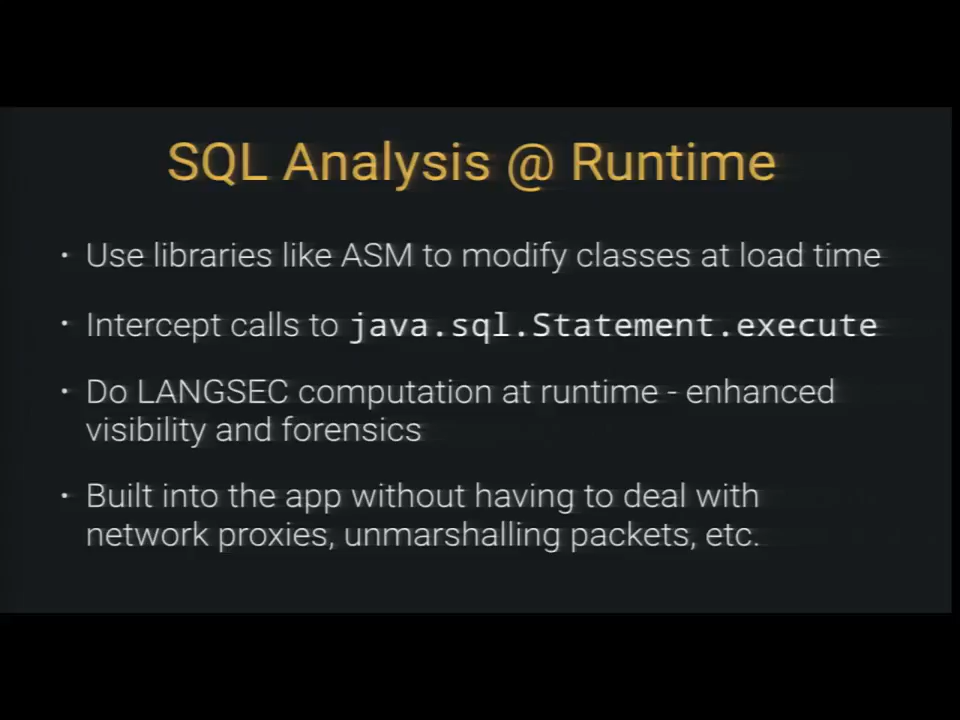 SQL Analysis @ Runtime
• Use libraries like ASM to modify classes at load time
• Intercept calls to java.sql.Statement.execute
• Do LANGSEC computation at runtime - enhanced
visibility and forensics
• Built into the app without having to deal with
network proxies, unmarshalling packets, etc.